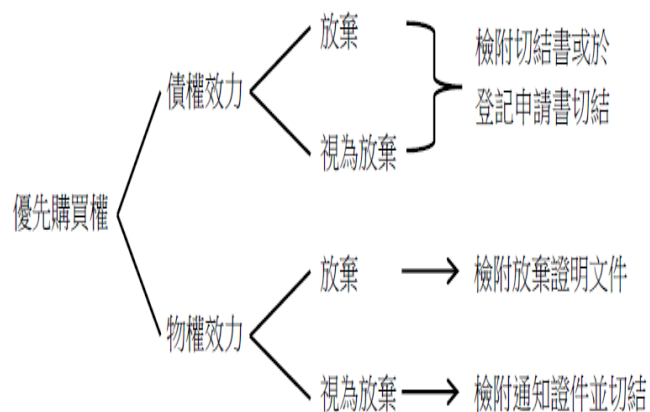 優先購買權
債權效力
放棄
視為放棄
檢附切結書或於
登記申請書切結
物權效力
放棄
檢附放棄證明文件
視為放棄
檢附通知證件並切結